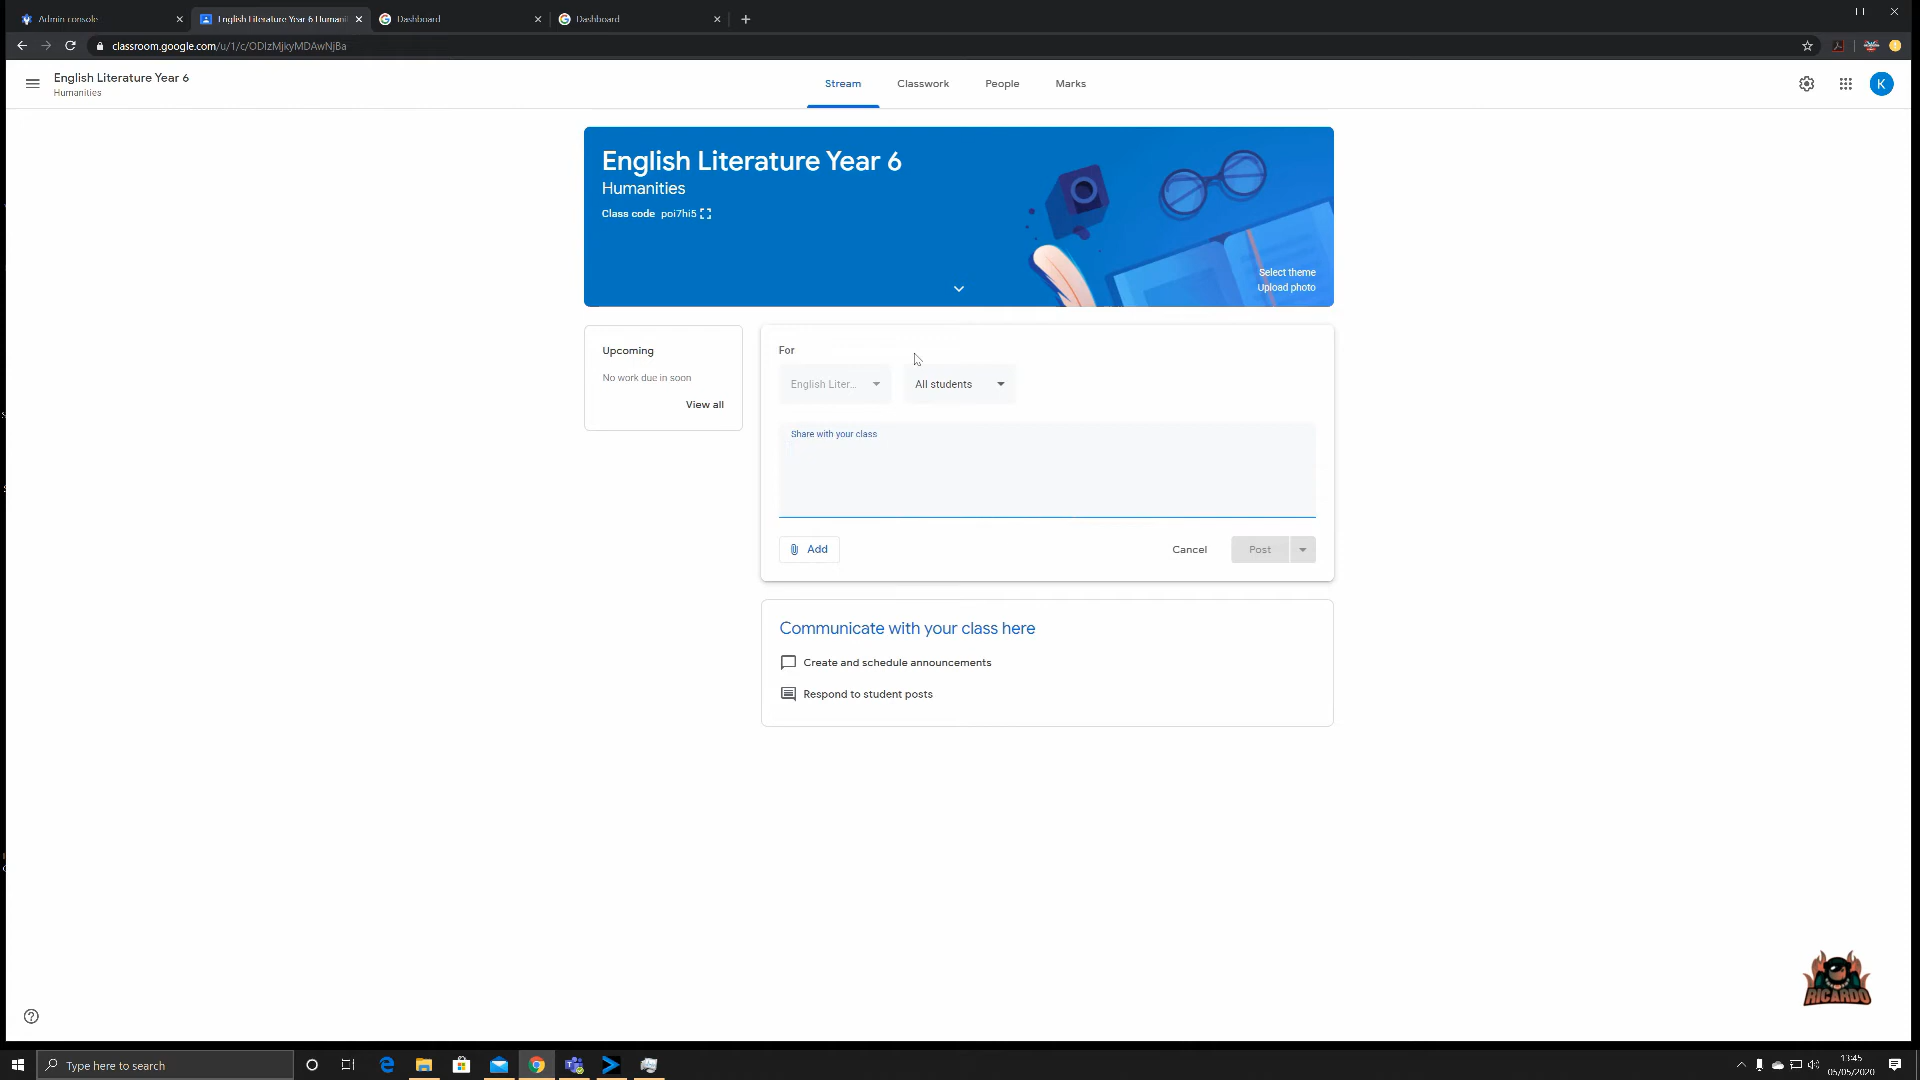 Admin console
English Literature Year 6 Humani
Dashboard
Dashboard
classroom.google.com/u/1/c/ODIzMjkyMDAwNjBa
English Literature Year 6
Humanities
Stream
Classwork
People
Marks
K
English Literature Year 6
Humanities
Class code poi7hi5
Select theme
Upload photo
Upcoming
No work due in soon
View all
For
English Liter...
All students
Share with your class
Add
Cancel
Post
Communicate with your class here
Create and schedule announcements
Respond to student posts
RICARDO
Type here to search
13:45
05/05/2020